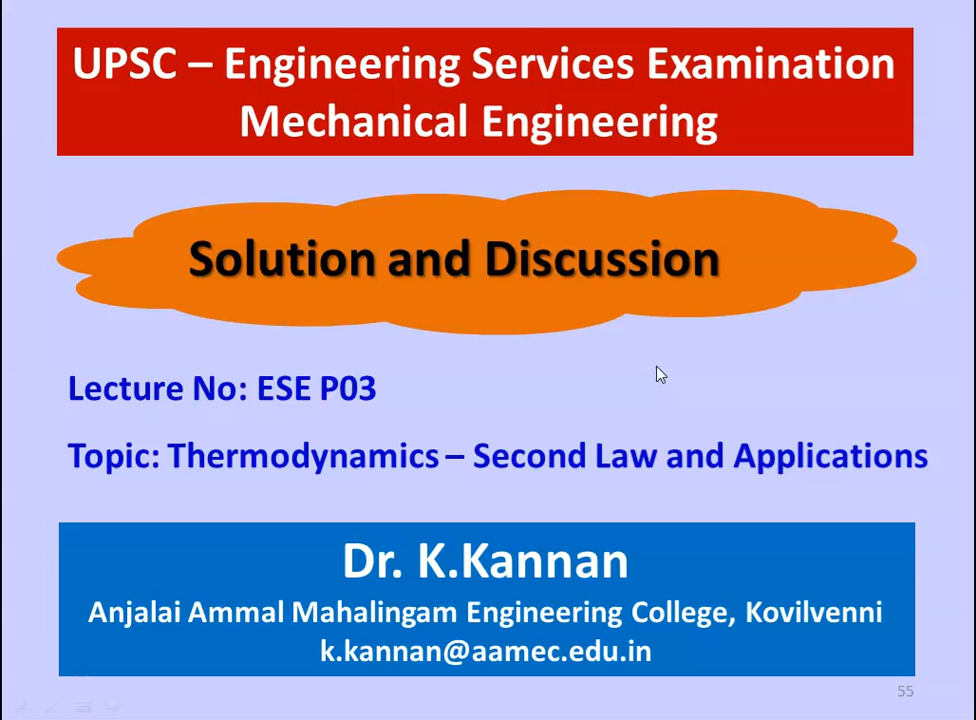 UPSC – Engineering Services Examination
Mechanical Engineering
Solution and Discussion
Lecture No: ESE P03
Topic: Thermodynamics – Second Law and Applications
Dr. K.Kannan
Anjalai Ammal Mahalingam Engineering College, Kovilvenni
k.kannan@aamec.edu.in
55